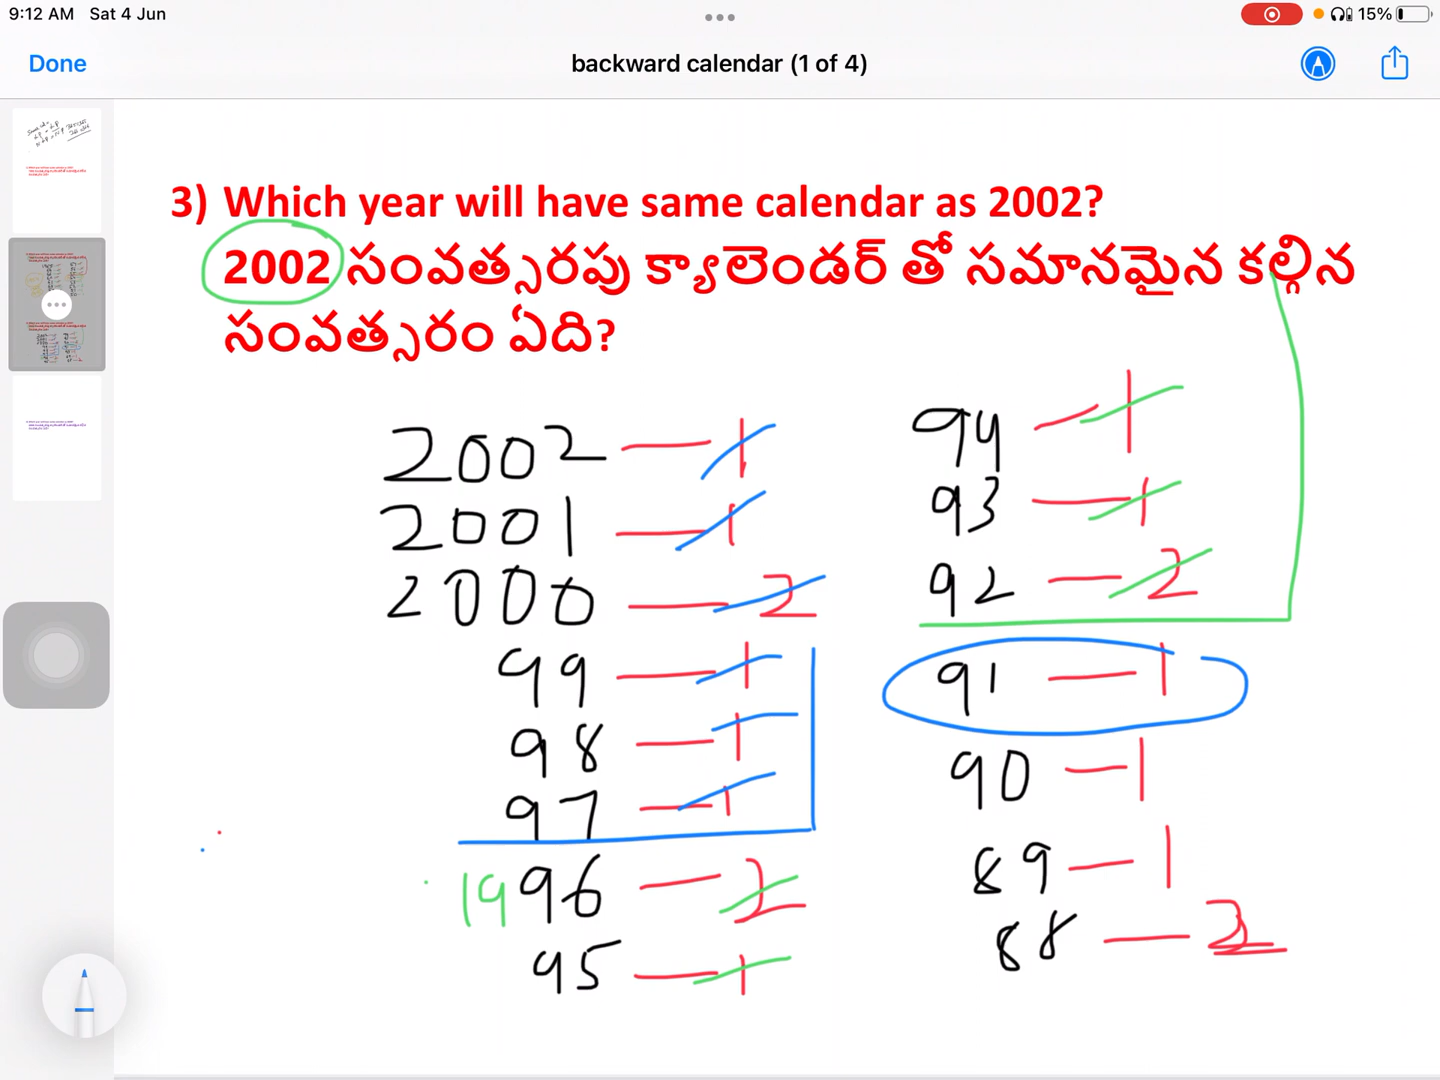 9:12 AM Sat 4 Jun
15%
Done
backward calendar (1 of 4)
3) Which year will have same calendar as 2002?
2002 సంవత్సరపు క్యాలెండర్ తో సమానమైన కల్గిన
సంవత్సరం ఏది?
2002 — 1
2001 — 1
2000 — 2
99 — 1
98 — 1
97 — 1
1996 — 2
95 — 1
94 — 1
93 — 1
92 — 2
91 — 1
90 — 1
89 — 1
88 — 2